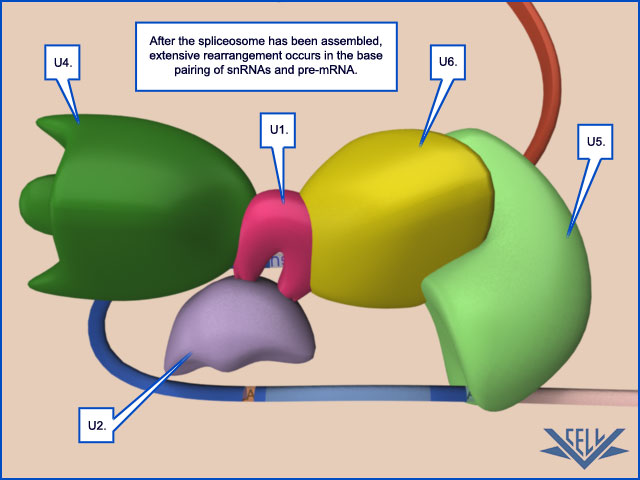 After the spliceosome has been assembled,
extensive rearrangement occurs in the base
pairing of snRNAs and pre-mRNA.
U4.
U6.
U1.
U5.
U2.
A
A
CELL